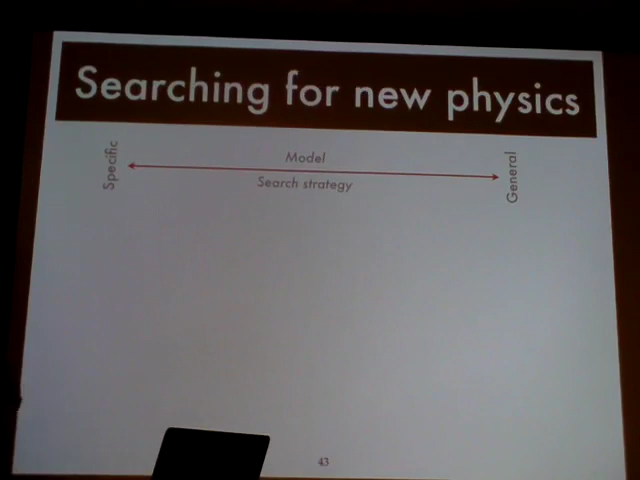 Searching for new physics
Specific
Model
Search strategy
General
43